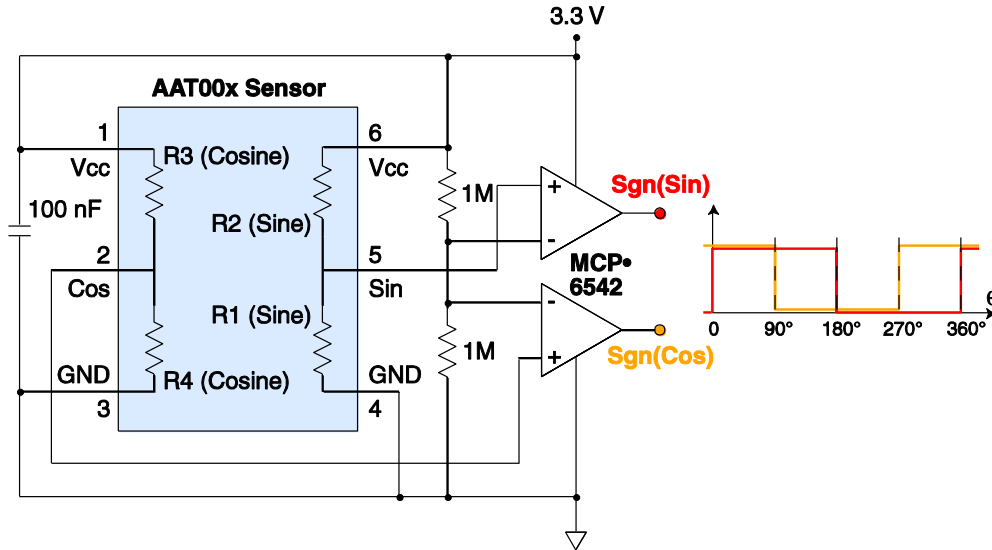 3.3 V
AAT00x Sensor
1
Vcc
R3 (Cosine)
6
Vcc
100 nF
R2 (Sine)
1M
+
-
Sgn(Sin)
2
Cos
5
Sin
MCP•
6542
R1 (Sine)
1M
-
+
Sgn(Cos)
GND
3
R4 (Cosine)
GND
4
0
90°
180°
270°
360°
θ